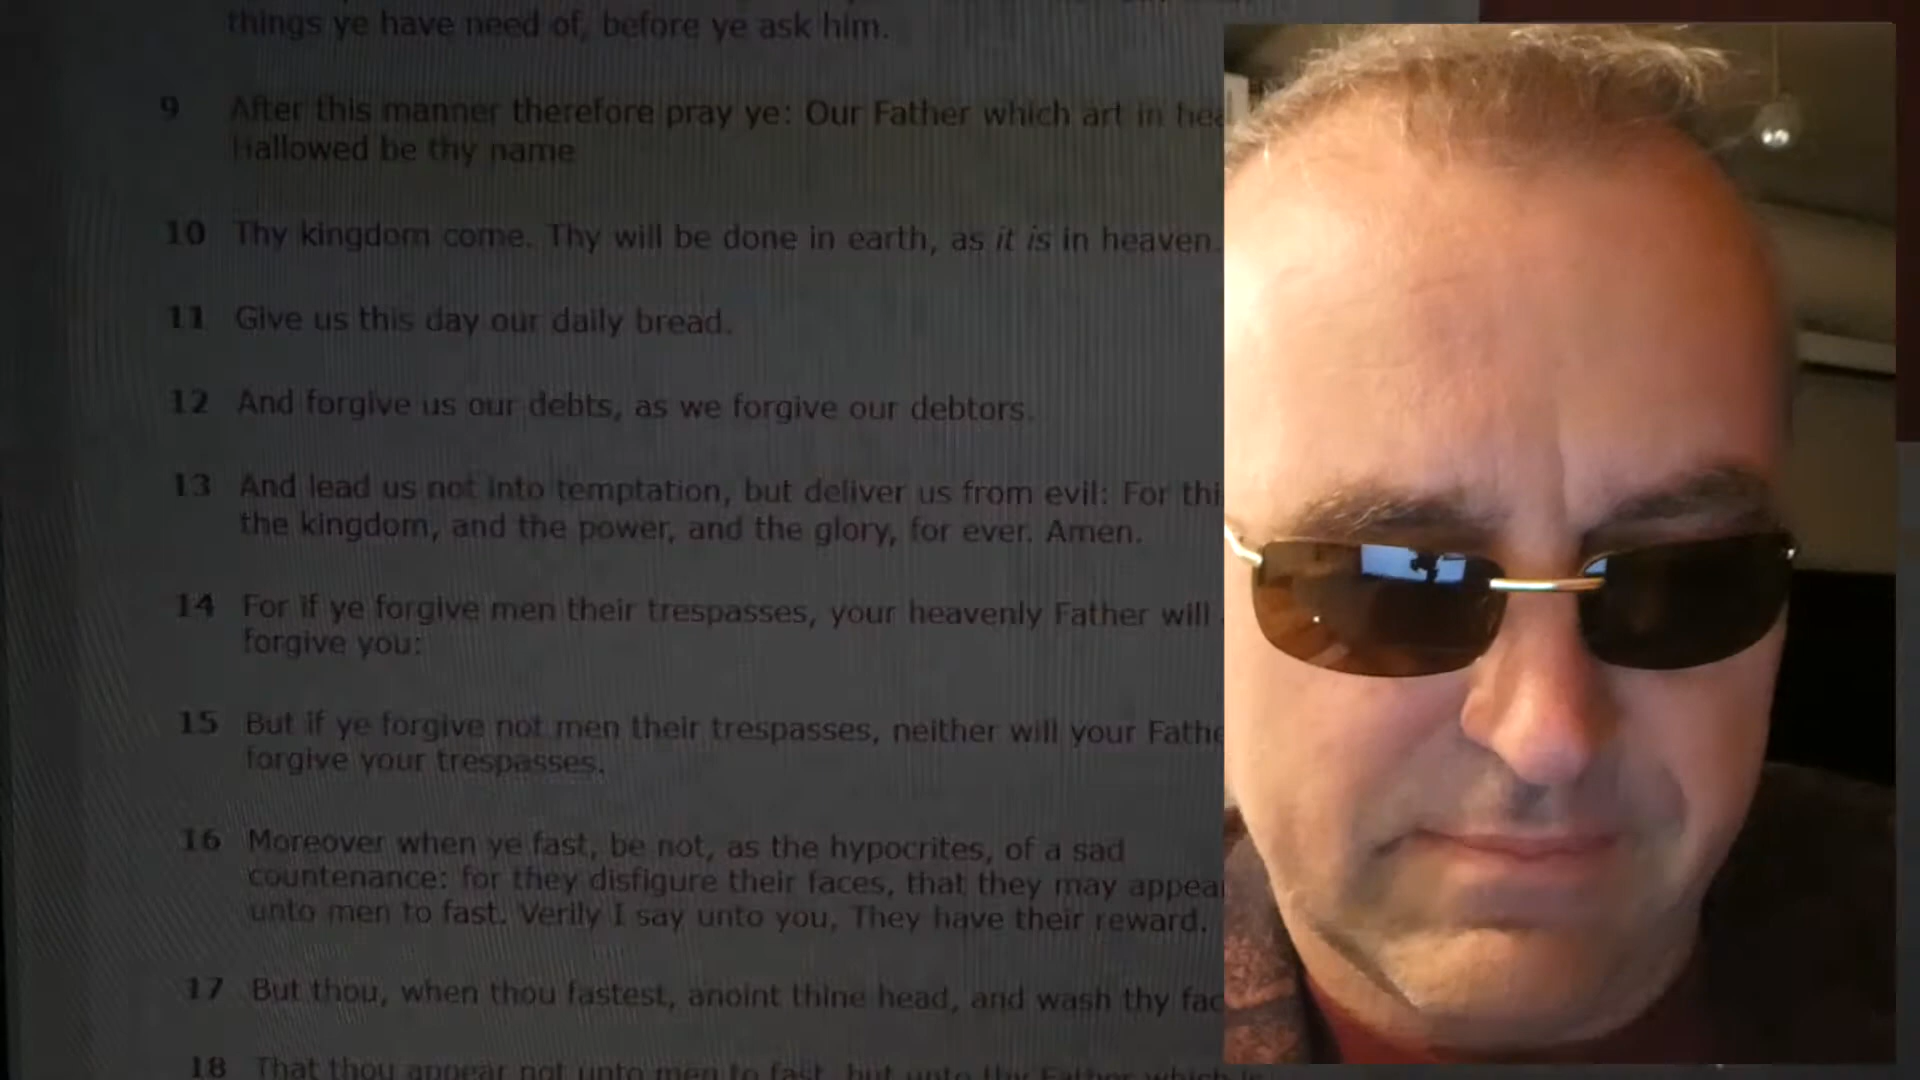 things ye have need of, before ye ask him.
9 After this manner therefore pray ye: Our Father which art in hea
Hallowed be thy name
10 Thy kingdom come. Thy will be done in earth, as it is in heaven.
11 Give us this day our daily bread.
12 And forgive us our debts, as we forgive our debtors.
13 And lead us not into temptation, but deliver us from evil: For thi
the kingdom, and the power, and the glory, for ever. Amen.
14 For if ye forgive men their trespasses, your heavenly Father will
forgive you:
15 But if ye forgive not men their trespasses, neither will your Fathe
forgive your trespasses.
16 Moreover when ye fast, be not, as the hypocrites, of a sad
countenance: for they disfigure their faces, that they may appear
unto men to fast. Verily I say unto you, They have their reward.
17 But thou, when thou fastest, anoint thine head, and wash thy fac
18 That thou appear not unto men to fast, but unto thy Father which is